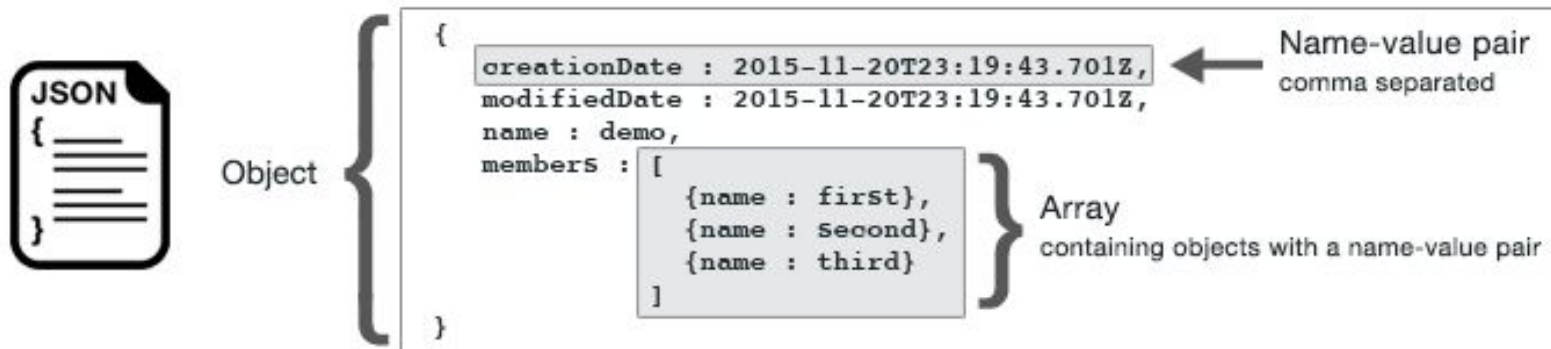 JSON
{
}
Object
{
creationDate : 2015-11-20T23:19:43.701Z,
modifiedDate : 2015-11-20T23:19:43.701Z,
name : demo,
members : [
{name : first},
{name : second},
{name : third}
]
}
Name-value pair
comma separated
Array
containing objects with a name-value pair